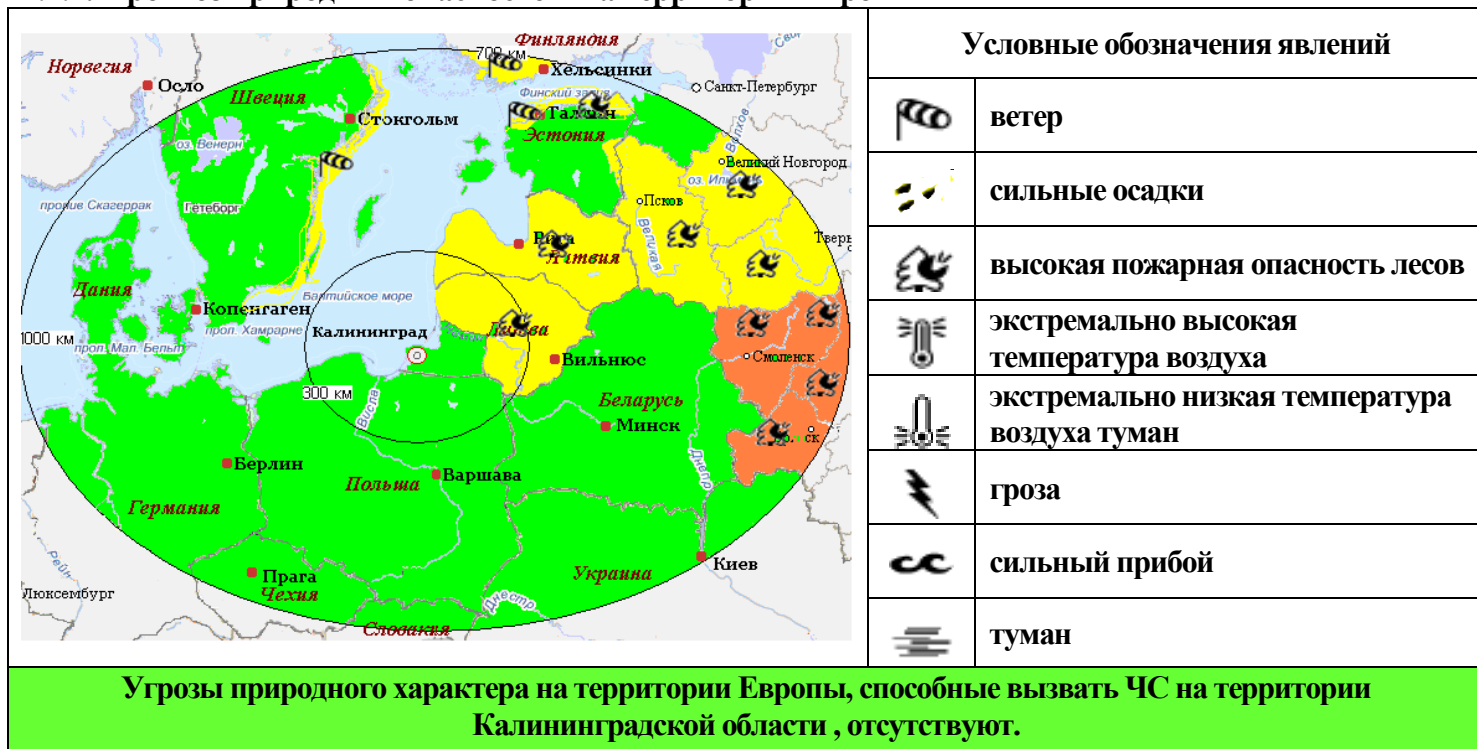 Условные обозначения явлений
Финляндия
700 км
Норвегия
Хельсинки
Осло
Финский залив
Санкт-Петербург
Швеция
Стокгольм
Эстония
Волхов
оз. Венерн
Великий Новгород
Псков
пролив Скагеррак
Гетеборг
Великая
Рига
Дания
Балтийское море
Копенгаген
прол. Хамрарне
Калининград
1000 км
прол. Мал. Бельт
Вильнюс
Смоленск
300 км
Висла
Беларусь
Минск
Днепр
Берлин
Варшава
Польша
Германия
Киев
Рейн
Прага
Украина
Люксембург
Чехия
Днестр
Словакия
ветер
сильные осадки
высокая пожарная опасность лесов
экстремально высокая
температура воздуха
экстремально низкая температура
воздуха туман
гроза
сильный прибой
туман
Угрозы природного характера на территории Европы, способные вызвать ЧС на территории
Калининградской области , отсутствуют.